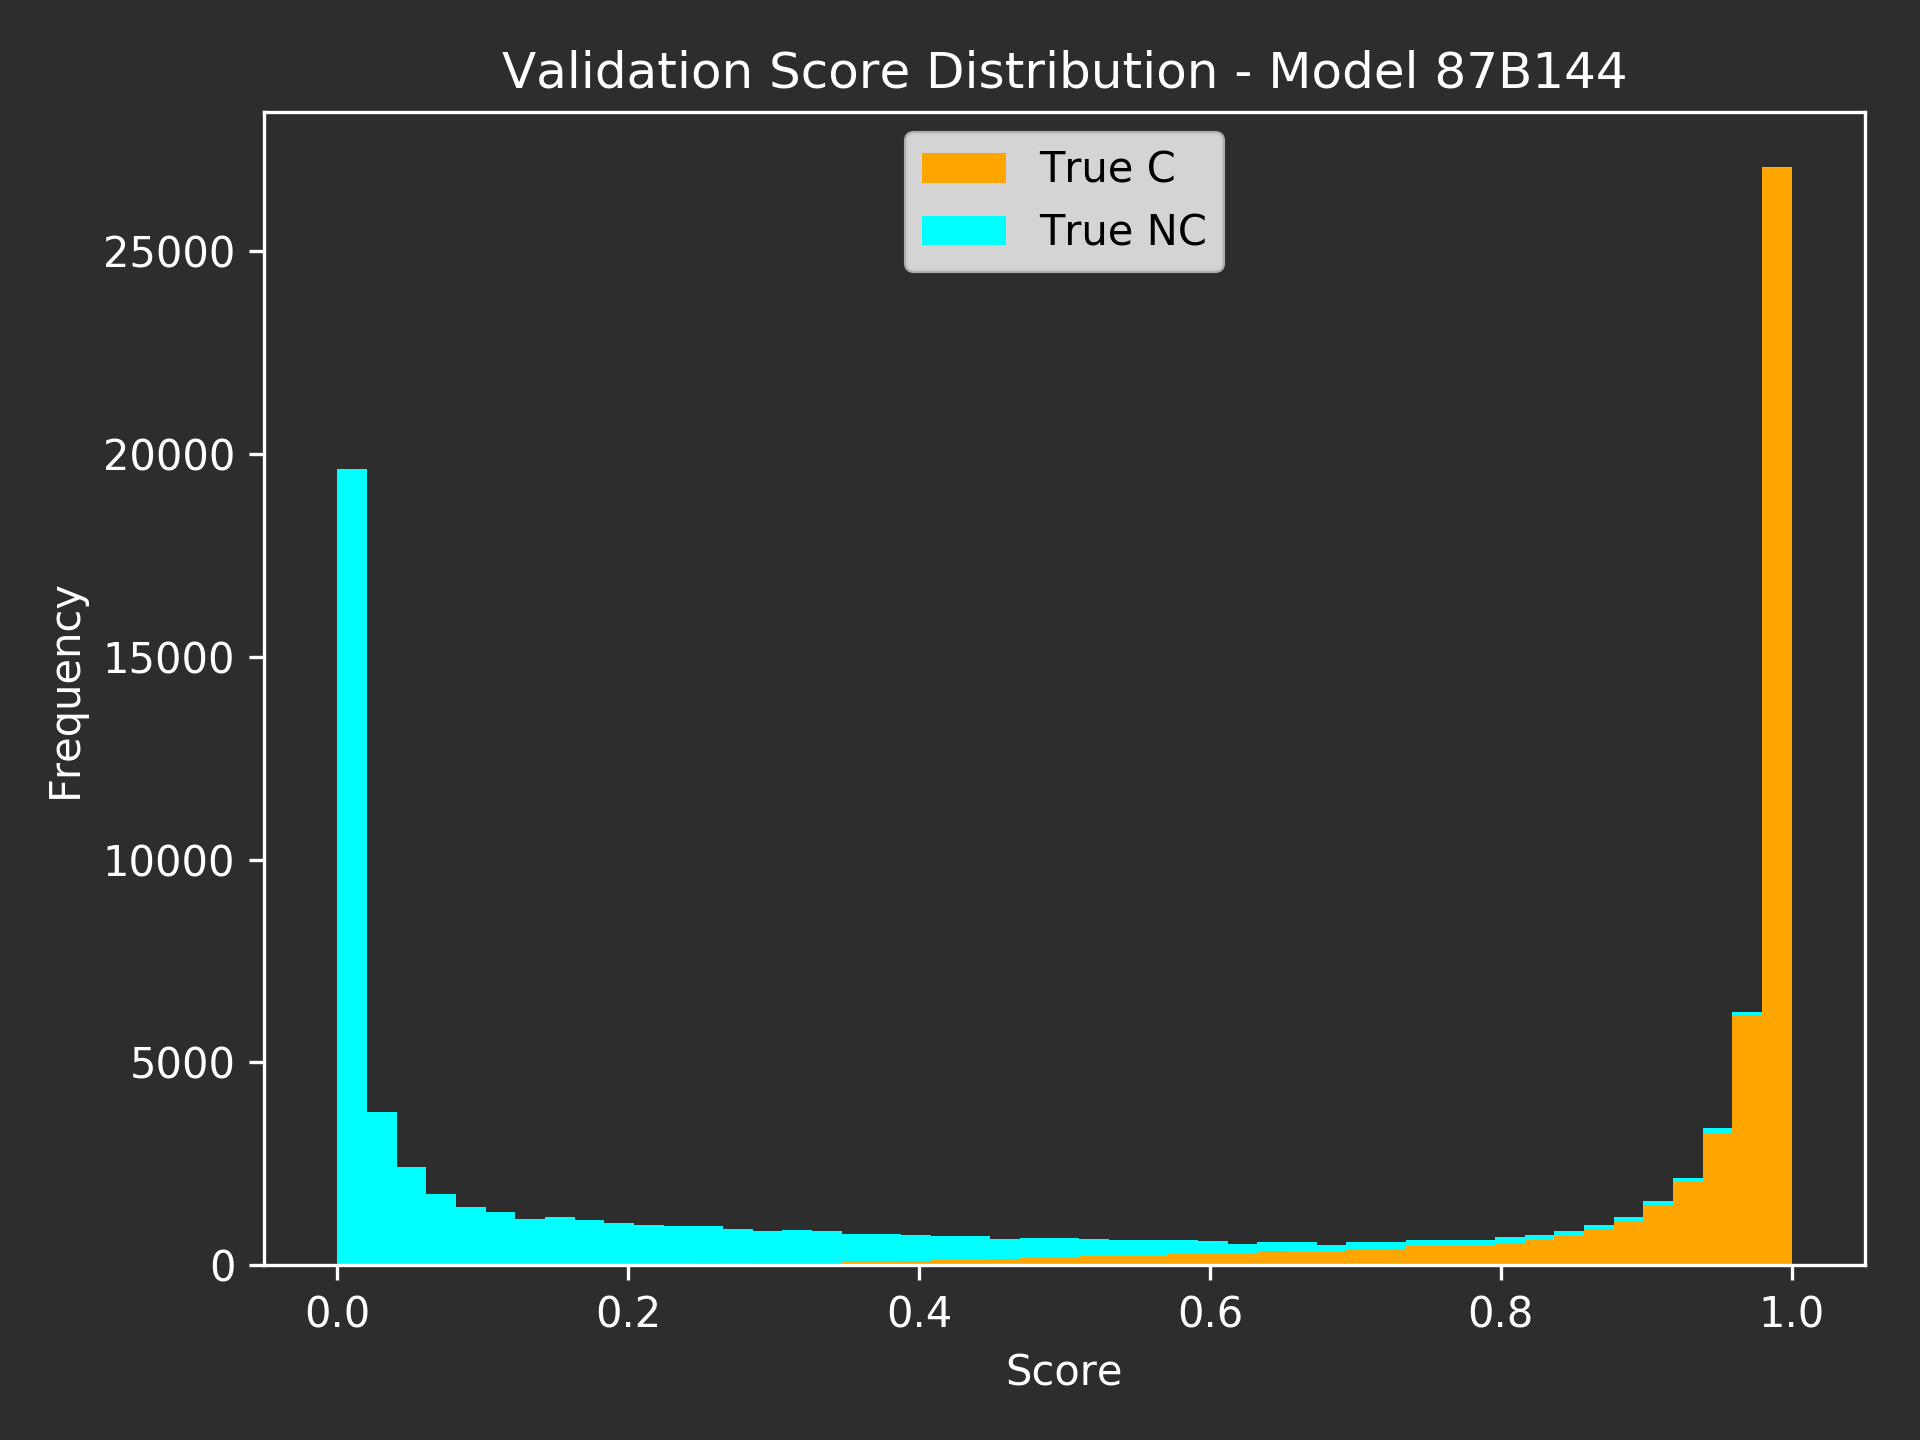 Validation Score Distribution - Model 87B144
True C
True NC
25000
20000
15000
10000
5000
0
Frequency
0.0 0.2 0.4 0.6 0.8 1.0
Score